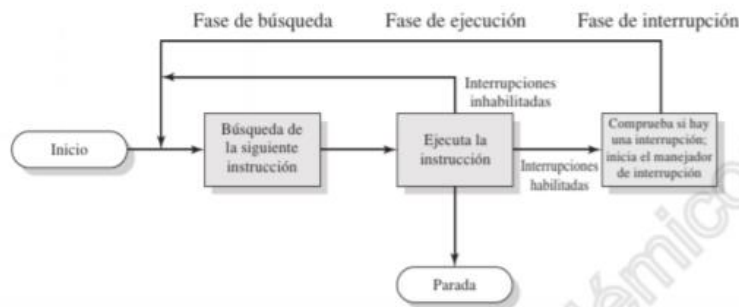 Fase de búsqueda
Fase de ejecución
Fase de interrupción
Interrupciones
inhabilitadas
Inicio
Búsqueda de
la siguiente
instrucción
Ejecuta la
instrucción
Interrupciones
habilitadas
Comprueba si hay
una interrupción;
inicia el manejador
de interrupción
Parada
démico